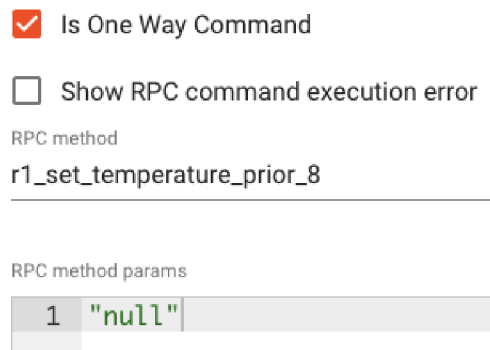 Is One Way Command
Show RPC command execution error
RPC method
r1_set_temperature_prior_8
RPC method params
1 "null"